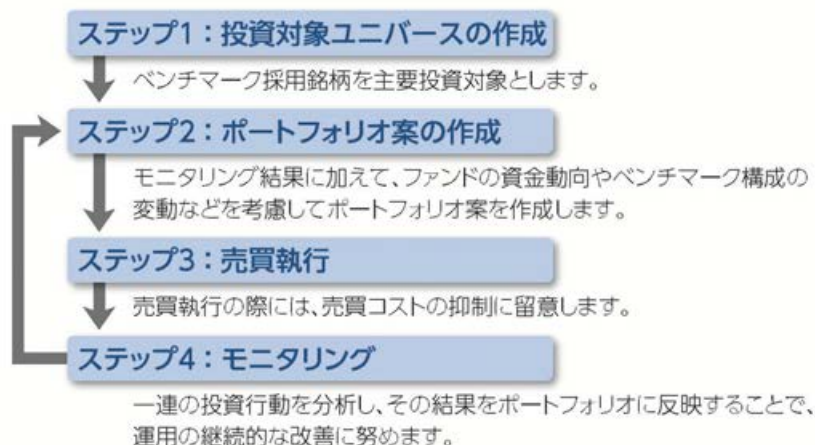 ステップ1：投資対象ユニバースの作成
ベンチマーク採用銘柄を主要投資対象とします。
ステップ2：ポートフォリオ案の作成
モニタリング結果に加えて、ファンドの資金動向やベンチマーク構成の
変動などを考慮してポートフォリオ案を作成します。
ステップ3：売買執行
売買執行の際には、売買コストの抑制に留意します。
ステップ4：モニタリング
一連の投資行動を分析し、その結果をポートフォリオに反映することで、
運用の継続的な改善に努めます。